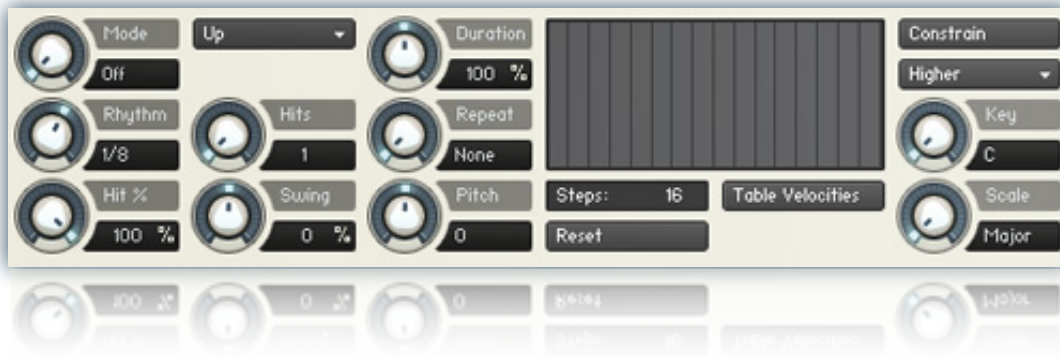 Mode
Up
Duration
Constrain
Off
100 %
Higher
Rhythm
Hits
Repeat
Key
1/8
1
None
C
Hit %
Swing
Pitch
Steps: 16
Table Velocities
Scale
100 %
0 %
0
Reset
Major